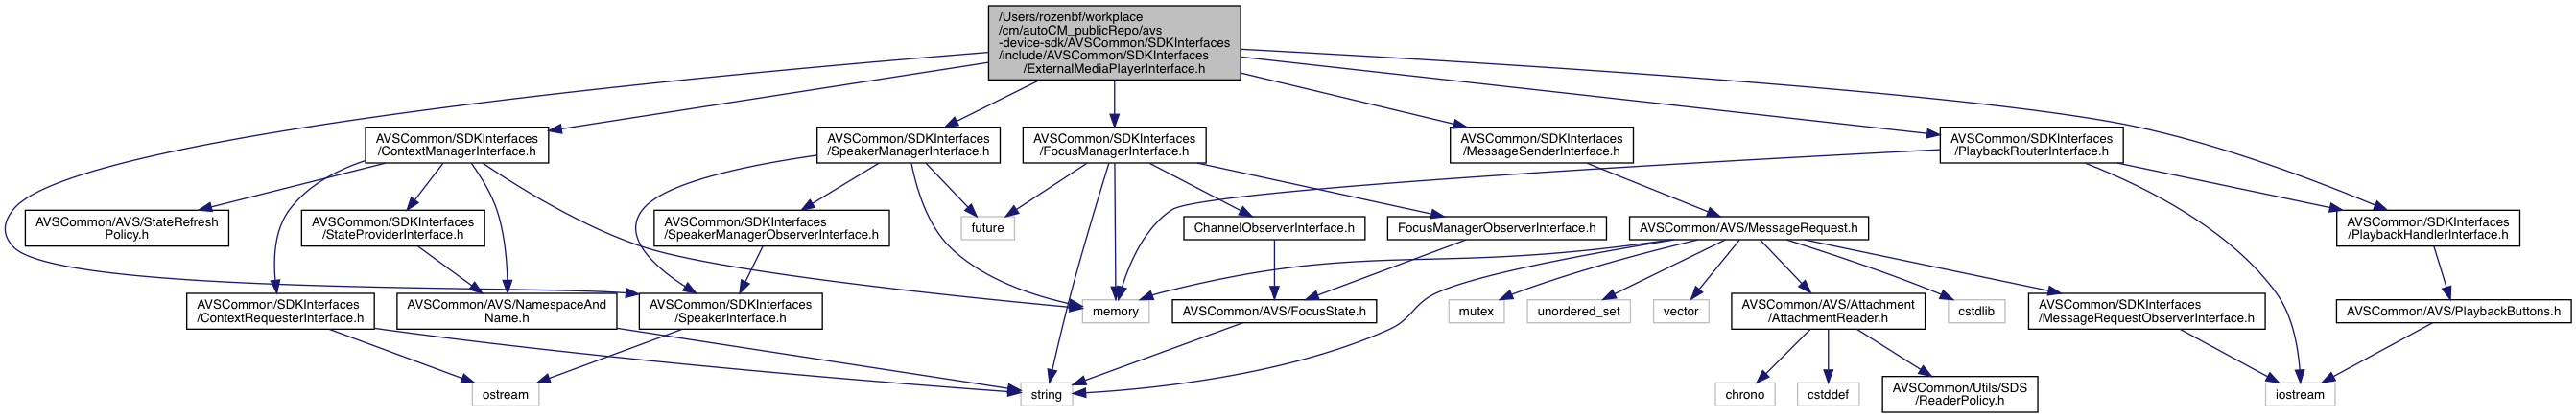 /Users/rozenbf/workplace
/cm/autoCM_publicRepo/avs
-device-sdk/AVSCommon/SDKInterfaces
/include/AVSCommon/SDKInterfaces
/ExternalMediaPlayerInterface.h
AVSCommon/SDKInterfaces
/ContextManagerInterface.h
AVSCommon/SDKInterfaces
/SpeakerManagerInterface.h
AVSCommon/SDKInterfaces
/FocusManagerInterface.h
AVSCommon/SDKInterfaces
/MessageSenderInterface.h
AVSCommon/SDKInterfaces
/PlaybackRouterInterface.h
AVSCommon/AVS/StateRefresh
Policy.h
AVSCommon/SDKInterfaces
/StateProviderInterface.h
AVSCommon/SDKInterfaces
/SpeakerManagerObserverInterface.h
future
ChannelObserverInterface.h
FocusManagerObserverInterface.h
AVSCommon/AVS/MessageRequest.h
AVSCommon/SDKInterfaces
/PlaybackHandlerInterface.h
AVSCommon/SDKInterfaces
/ContextRequesterInterface.h
AVSCommon/AVS/NamespaceAnd
Name.h
AVSCommon/SDKInterfaces
/SpeakerInterface.h
memory
AVSCommon/AVS/FocusState.h
mutex
unordered_set
vector
AVSCommon/AVS/Attachment
/AttachmentReader.h
cstdlib
AVSCommon/SDKInterfaces
/MessageRequestObserverInterface.h
AVSCommon/AVS/PlaybackButtons.h
ostream
string
chrono
cstddef
AVSCommon/Utils/SDS
/ReaderPolicy.h
iostream